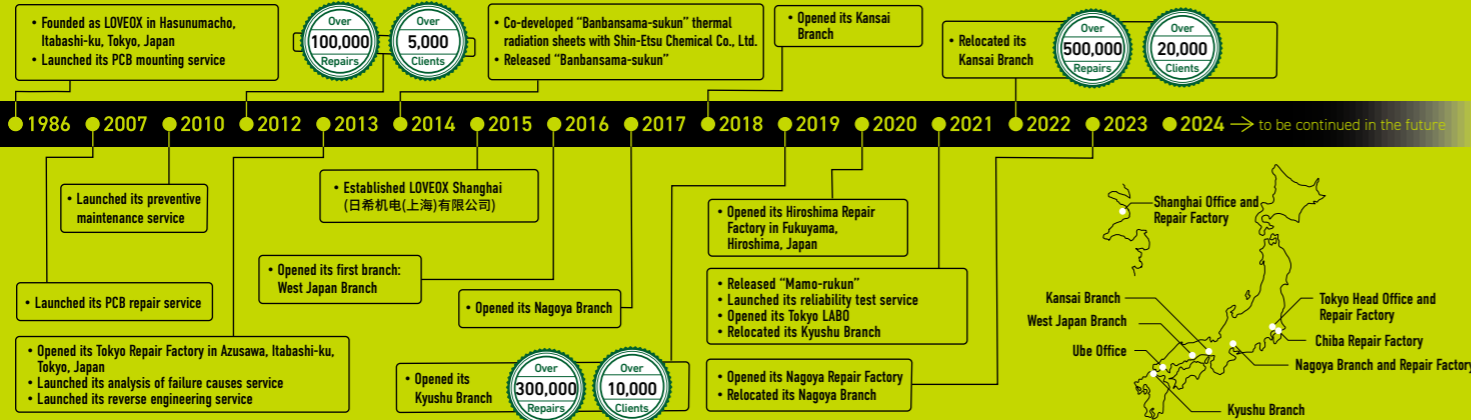 • Founded as LOVEOX in Hasunumacho,
Itabashi-ku, Tokyo, Japan
• Launched its PCB mounting service
Over
100,000
Repairs
Over
5,000
Clients
• Co-developed “Banbansama-sukun” thermal
radiation sheets with Shin-Etsu Chemical Co., Ltd.
• Released “Banbansama-sukun”
• Opened its Kansai
Branch
• Relocated its
Kansai Branch
Over
500,000
Repairs
Over
20,000
Clients
1986 2007 2010 2012 2013 2014 2015 2016 2017 2018 2019 2020 2021 2022 2023 2024 → to be continued in the future
• Launched its preventive
maintenance service
• Launched its PCB repair service
• Opened its Tokyo Repair Factory in Azusawa, Itabashi-ku,
Tokyo, Japan
• Launched its analysis of failure causes service
• Launched its reverse engineering service
• Established LOVEOX Shanghai
(日希机电(上海)有限公司)
• Opened its first branch:
West Japan Branch
• Opened its Nagoya Branch
• Opened its
Kyushu Branch
Over
300,000
Repairs
Over
10,000
Clients
• Opened its Hiroshima Repair
Factory in Fukuyama,
Hiroshima, Japan
• Released “Mamo-rukun”
• Launched its reliability test service
• Opened its Tokyo LABO
• Relocated its Kyushu Branch
• Opened its Nagoya Repair Factory
• Relocated its Nagoya Branch
Shanghai Office and
Repair Factory
Kansai Branch
West Japan Branch
Ube Office
Tokyo Head Office and
Repair Factory
Chiba Repair Factory
Nagoya Branch and Repair Factory
Kyushu Branch